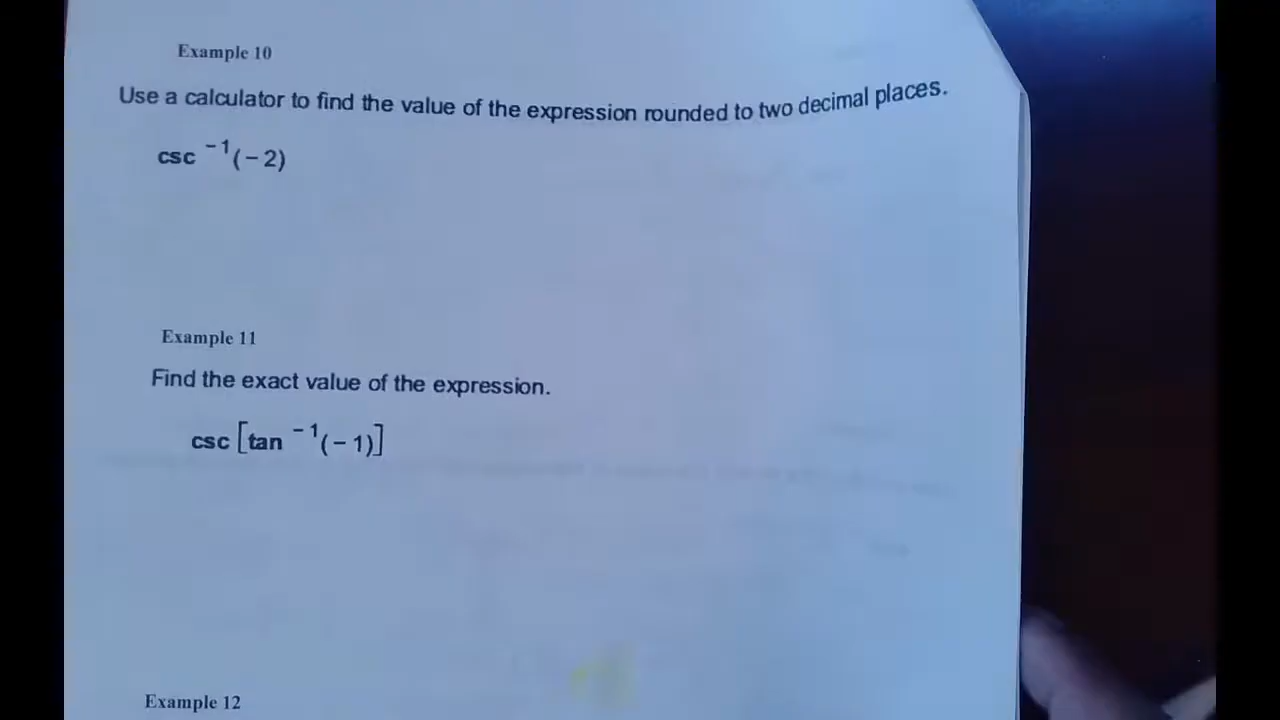 Example 10
Use a calculator to find the value of the expression rounded to two decimal places.
csc ⁻¹(−2)
Example 11
Find the exact value of the expression.
csc [tan ⁻¹(−1)]
Example 12